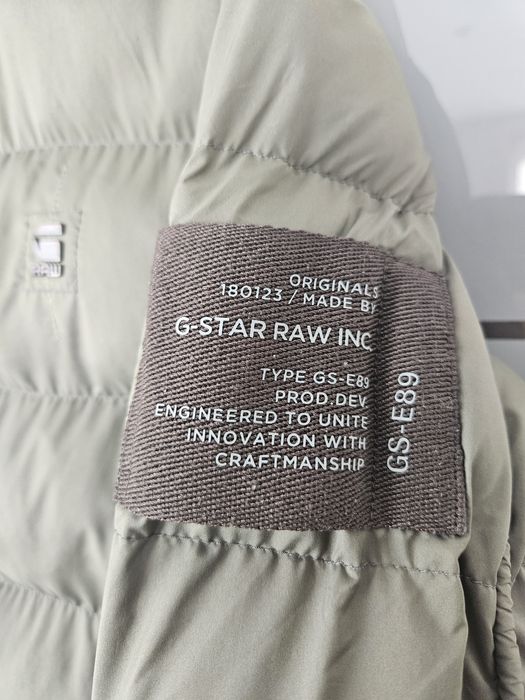 RAW
ORIGINALS
180123 / MADE BY
G-STAR RAW INC
TYPE GS-E89
PROD.DEV.
ENGINEERED TO UNITE
INNOVATION WITH
CRAFTMANSHIP
GS-E89